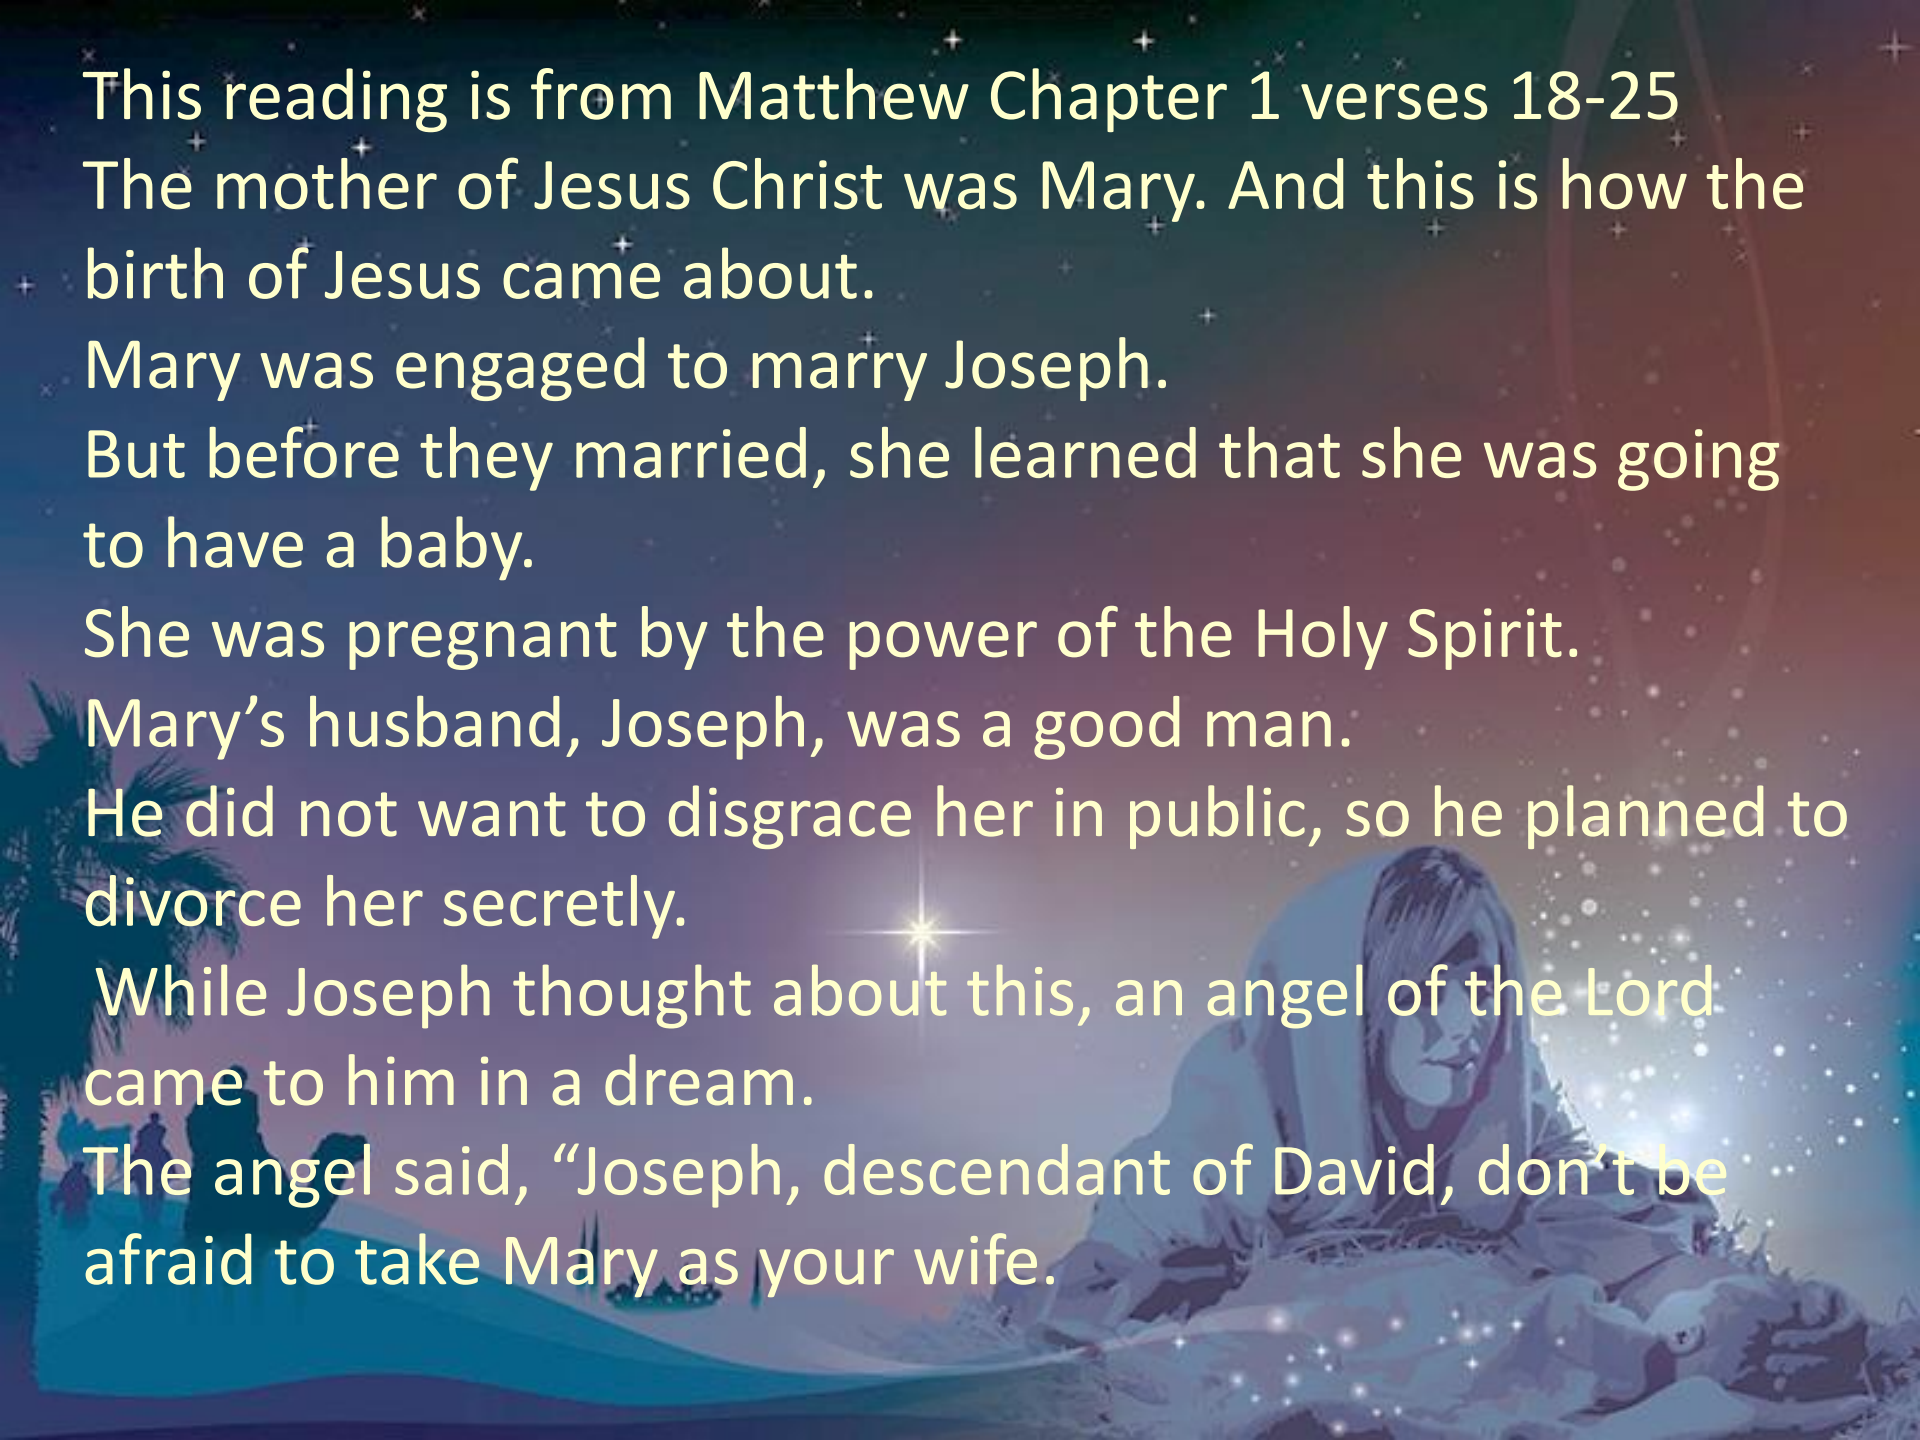 This reading is from Matthew Chapter 1 verses 18-25
The mother of Jesus Christ was Mary. And this is how the
birth of Jesus came about.
Mary was engaged to marry Joseph.
But before they married, she learned that she was going
to have a baby.
She was pregnant by the power of the Holy Spirit.
Mary’s husband, Joseph, was a good man.
He did not want to disgrace her in public, so he planned to
divorce her secretly.
While Joseph thought about this, an angel of the Lord
came to him in a dream.
The angel said, “Joseph, descendant of David, don’t be
afraid to take Mary as your wife.